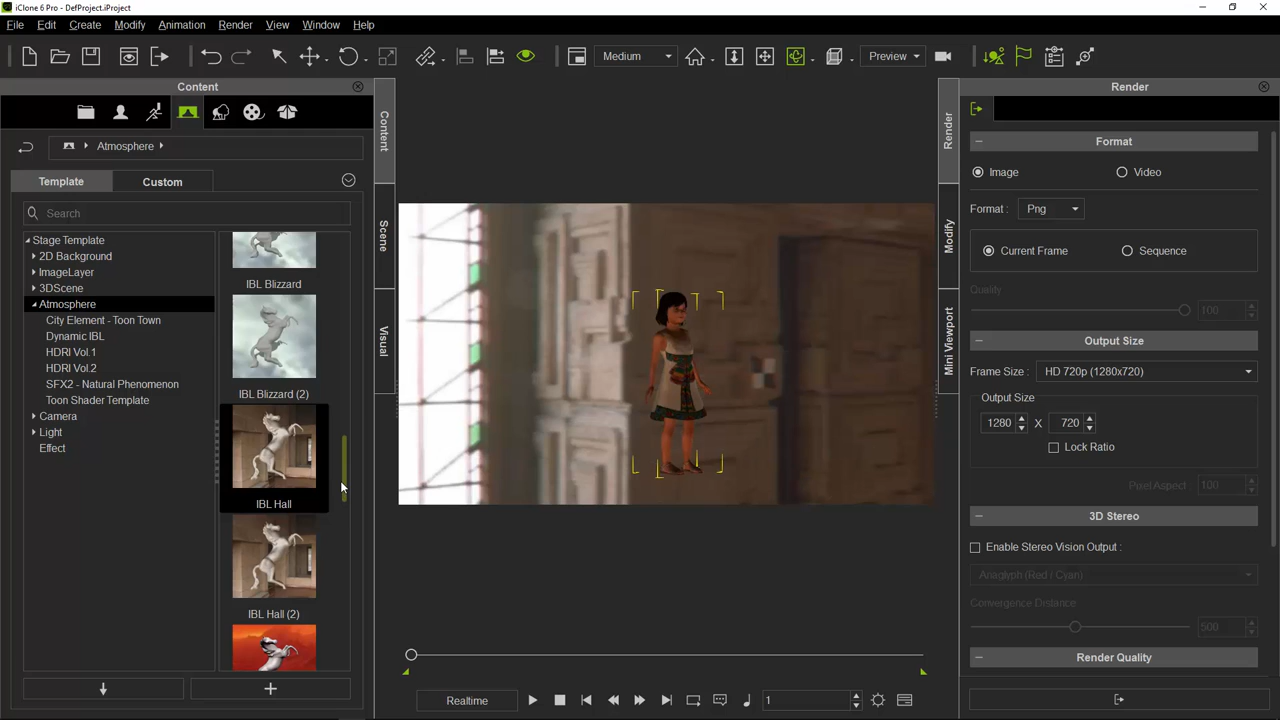 iClone 6 Pro - DefProject.iProject
File Edit Create Modify Animation Render View Window Help
Medium
Preview
Content
Atmosphere
Template
Custom
Search
Stage Template
2D Background
ImageLayer
3DScene
Atmosphere
City Element - Toon Town
Dynamic IBL
HDRI Vol.1
HDRI Vol.2
SFX2 - Natural Phenomenon
Toon Shader Template
Camera
Light
Effect
IBL Blizzard
IBL Blizzard (2)
IBL Hall
IBL Hall (2)
Content
Scene
Visual
Realtime
1
Render
Modify
Mini Viewport
Render
Format
Image
Video
Format :
Png
Current Frame
Sequence
Quality
100
Output Size
Frame Size :
HD 720p (1280x720)
Output Size
1280 X 720
Lock Ratio
Pixel Aspect
100
3D Stereo
Enable Stereo Vision Output :
Anaglyph (Red / Cyan)
Convergence Distance
500
Render Quality